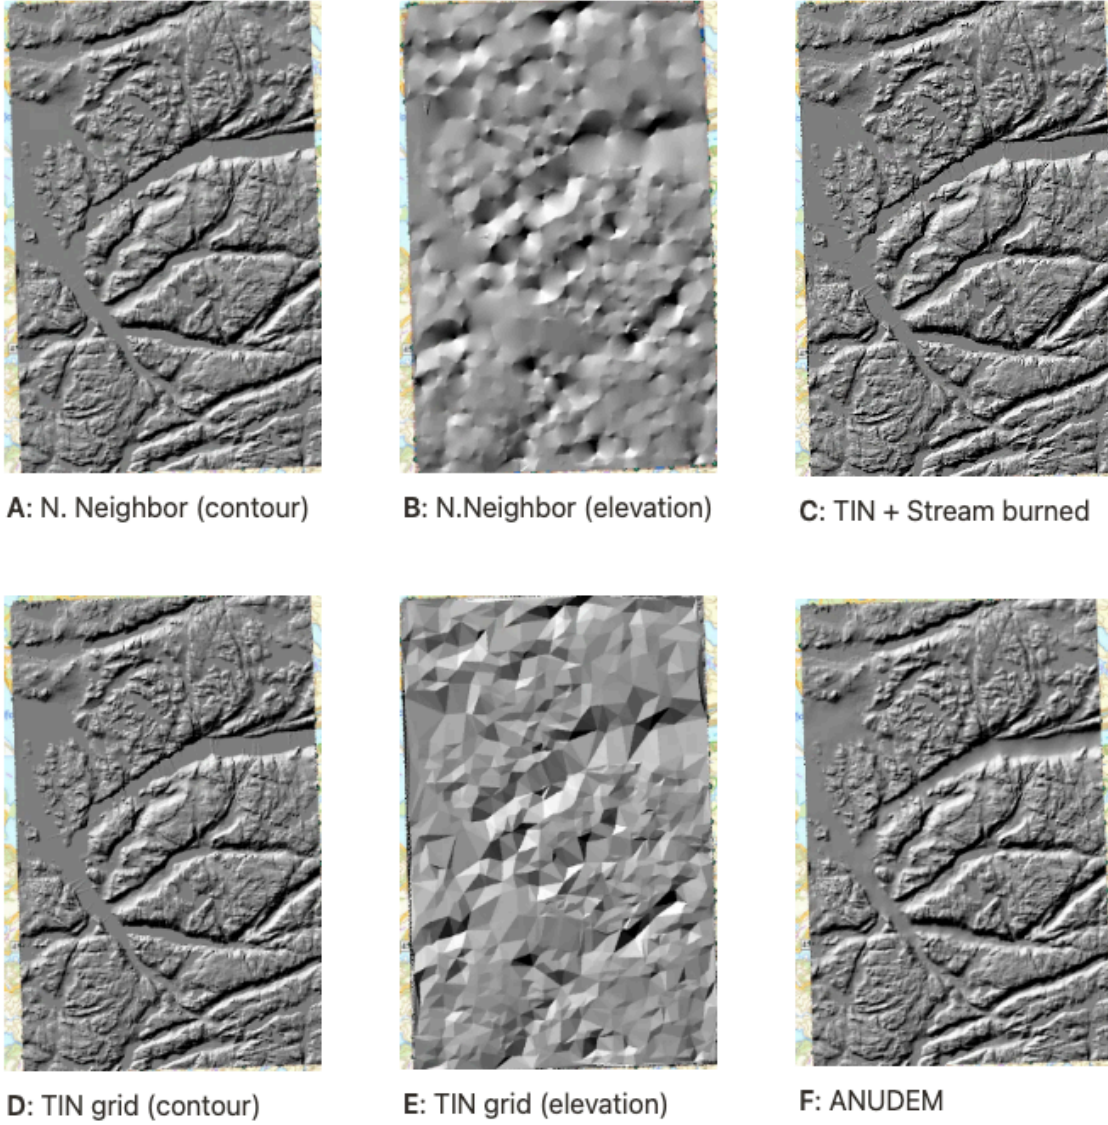 A: N. Neighbor (contour)
B: N.Neighbor (elevation)
C: TIN + Stream burned
D: TIN grid (contour)
E: TIN grid (elevation)
F: ANUDEM